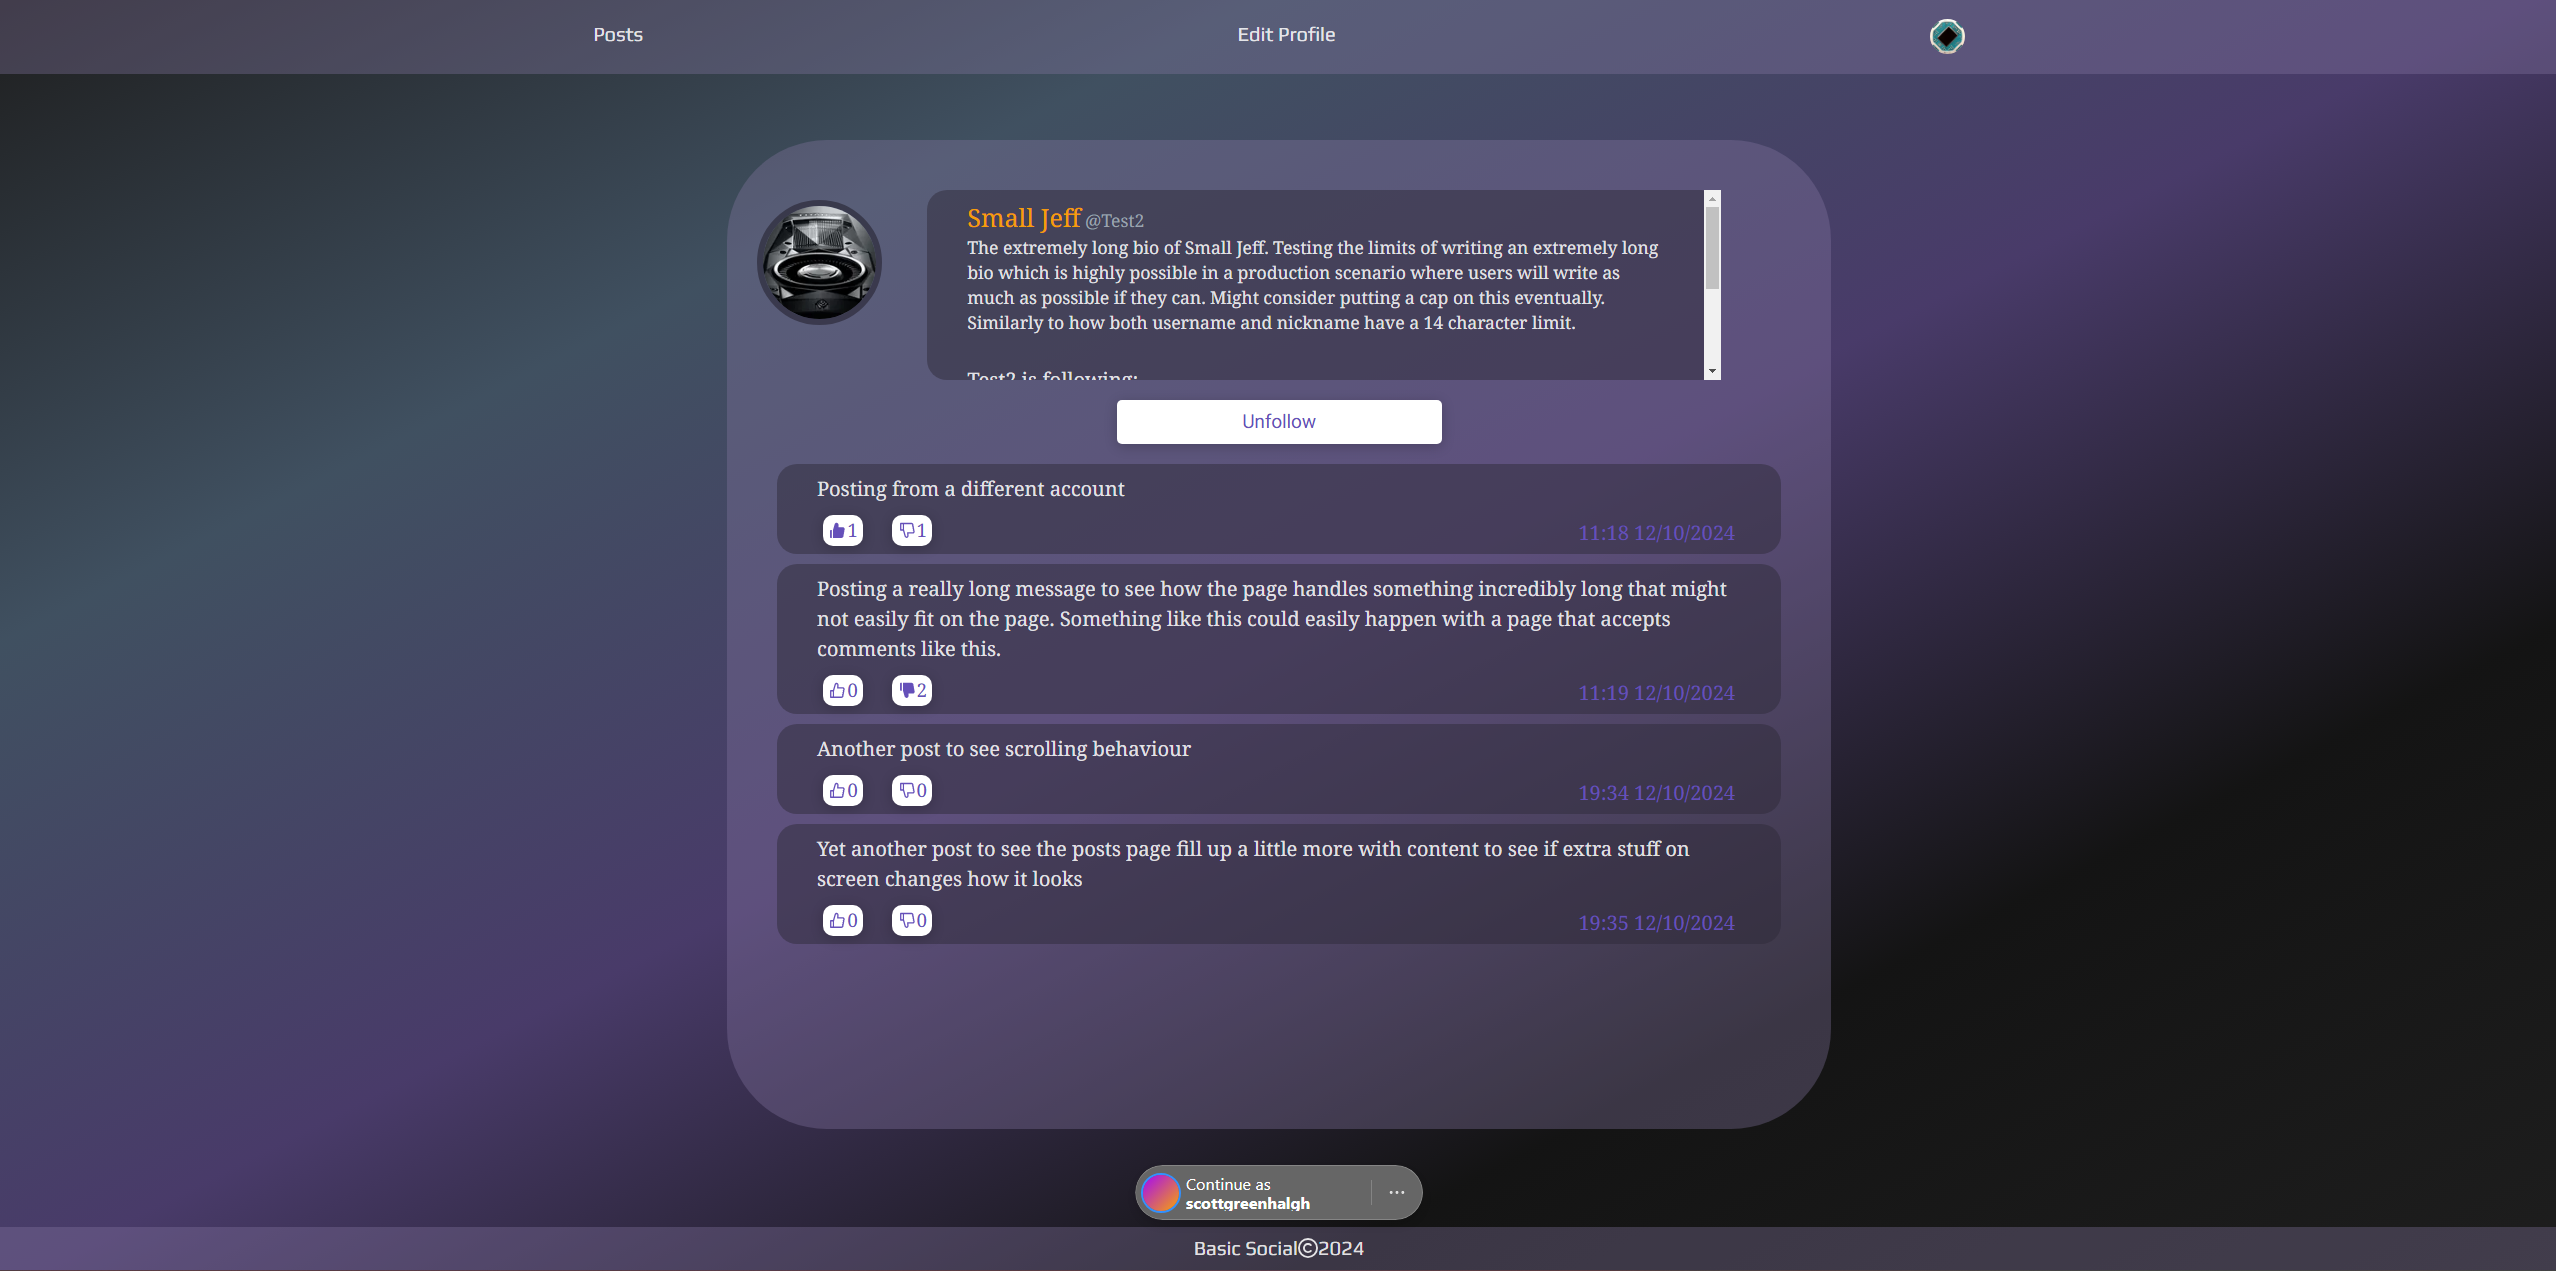 Posts
Edit Profile
Small Jeff @Test2
The extremely long bio of Small Jeff. Testing the limits of writing an extremely long
bio which is highly possible in a production scenario where users will write as
much as possible if they can. Might consider putting a cap on this eventually.
Similarly to how both username and nickname have a 14 character limit.
Test2 is following:
Unfollow
Posting from a different account
1
1
11:18 12/10/2024
Posting a really long message to see how the page handles something incredibly long that might
not easily fit on the page. Something like this could easily happen with a page that accepts
comments like this.
0
2
11:19 12/10/2024
Another post to see scrolling behaviour
0
0
19:34 12/10/2024
Yet another post to see the posts page fill up a little more with content to see if extra stuff on
screen changes how it looks
0
0
19:35 12/10/2024
Continue as
scottgreenhalgh
...
Basic Social©2024